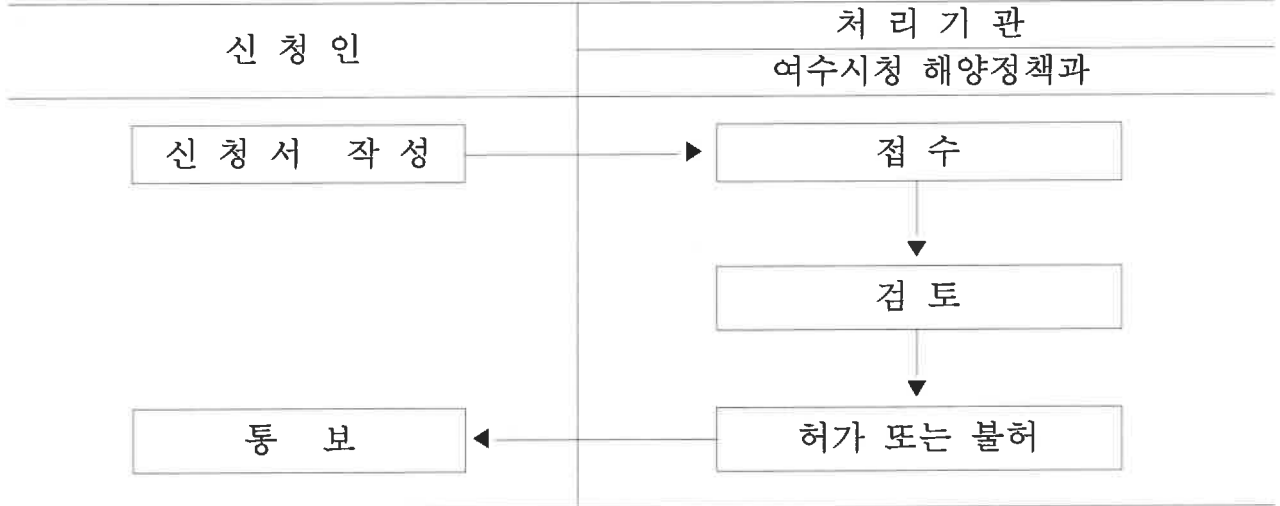 신 청 인
처 리 기 관
여수시청 해양정책과
신 청 서 작 성
접 수
검 토
통 보
허가 또는 불허